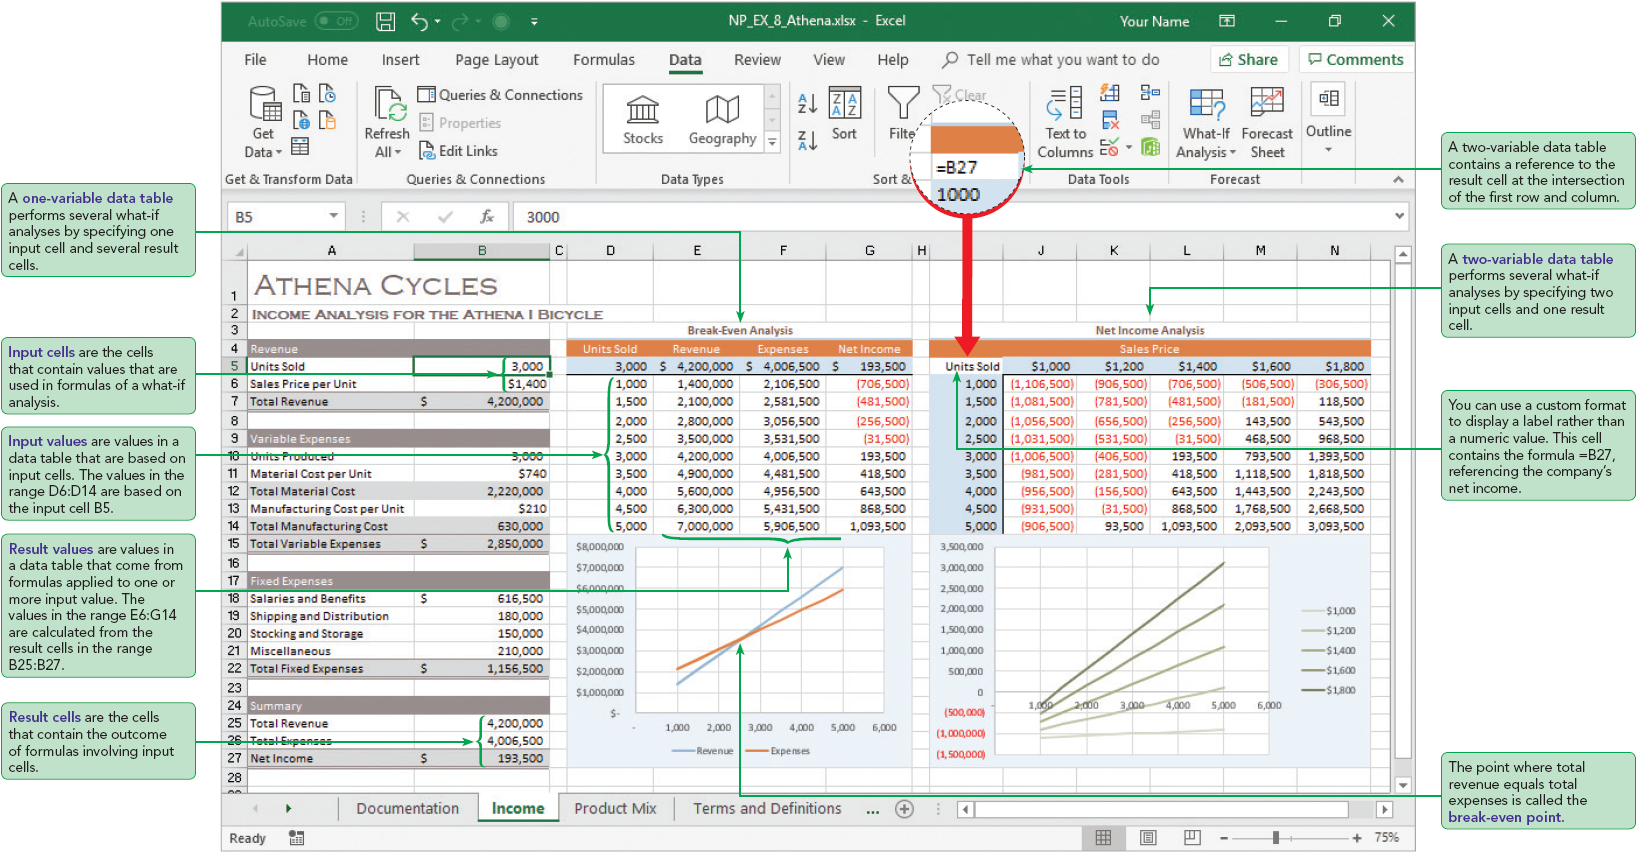 AutoSave Off
NP_EX_8_Athena.xlsx - Excel
Your Name
File Home Insert Page Layout Formulas Data Review View Help Tell me what you want to do Share Comments
Get Data
Refresh All
Queries & Connections
Properties
Edit Links
Stocks
Geography
A Z
Z A
Z A A Z
Sort
Clear
Text to Columns
What-If Analysis
Forecast Sheet
Outline
Get & Transform Data
Queries & Connections
Data Types
Sort &
Data Tools
Forecast
=B27
1000
B5 fx 3000
A B C D E F G H J K L M N
1 ATHENA CYCLES
2 INCOME ANALYSIS FOR THE ATHENA I BICYCLE
3 Break-Even Analysis Net Income Analysis
4 Revenue Units Sold Revenue Expenses Net Income Sales Price
5 Units Sold 3,000 3,000 $ 4,200,000 $ 4,006,500 $ 193,500 Units Sold $1,000 $1,200 $1,400 $1,600 $1,800
6 Sales Price per Unit $1,400 1,000 1,400,000 2,106,500 (706,500) 1,000 (1,106,500) (906,500) (706,500) (506,500) (306,500)
7 Total Revenue $ 4,200,000 1,500 2,100,000 2,581,500 (481,500) 1,500 (1,081,500) (781,500) (481,500) (181,500) 118,500
8 2,000 2,800,000 3,056,500 (256,500) 2,000 (1,056,500) (656,500) (256,500) 143,500 543,500
9 Variable Expenses 2,500 3,500,000 3,531,500 (31,500) 2,500 (1,031,500) (531,500) (31,500) 468,500 968,500
10 Units Produced 3,000 3,000 4,200,000 4,006,500 193,500 3,000 (1,006,500) (406,500) 193,500 793,500 1,393,500
11 Material Cost per Unit $740 3,500 4,900,000 4,481,500 418,500 3,500 (981,500) (281,500) 418,500 1,118,500 1,818,500
12 Total Material Cost 2,220,000 4,000 5,600,000 4,956,500 643,500 4,000 (956,500) (156,500) 643,500 1,443,500 2,243,500
13 Manufacturing Cost per Unit $210 4,500 6,300,000 5,431,500 868,500 4,500 (931,500) (31,500) 868,500 1,768,500 2,668,500
14 Total Manufacturing Cost 630,000 5,000 7,000,000 5,906,500 1,093,500 5,000 (906,500) 93,500 1,093,500 2,093,500 3,093,500
15 Total Variable Expenses $ 2,850,000
16
17 Fixed Expenses
18 Salaries and Benefits $ 616,500
19 Shipping and Distribution 180,000
20 Stocking and Storage 150,000
21 Miscellaneous 210,000
22 Total Fixed Expenses $ 1,156,500
23
24 Summary
25 Total Revenue 4,200,000
26 Total Expenses 4,006,500
27 Net Income $ 193,500
28
$8,000,000
$7,000,000
$6,000,000
$5,000,000
$4,000,000
$3,000,000
$2,000,000
$1,000,000
$-
- 1,000 2,000 3,000 4,000 5,000 6,000
Revenue Expenses
3,500,000
3,000,000
2,500,000
2,000,000
1,500,000
1,000,000
500,000
0
(500,000)
(1,000,000)
(1,500,000)
- 1,000 2,000 3,000 4,000 5,000 6,000
$1,000
$1,200
$1,400
$1,600
$1,800
Documentation Income Product Mix Terms and Definitions ...
Ready
75%
A one-variable data table
performs several what-if
analyses by specifying one
input cell and several result
cells.
Input cells are the cells
that contain values that are
used in formulas of a what-if
analysis.
Input values are values in a
data table that are based on
input cells. The values in the
range D6:D14 are based on
the input cell B5.
Result values are values in
a data table that come from
formulas applied to one or
more input value. The
values in the range E6:G14
are calculated from the
result cells in the range
B25:B27.
Result cells are the cells
that contain the outcome
of formulas involving input
cells.
A two-variable data table
contains a reference to the
result cell at the intersection
of the first row and column.
A two-variable data table
performs several what-if
analyses by specifying two
input cells and one result
cell.
You can use a custom format
to display a label rather than
a numeric value. This cell
contains the formula =B27,
referencing the company's
net income.
The point where total
revenue equals total
expenses is called the
break-even point.